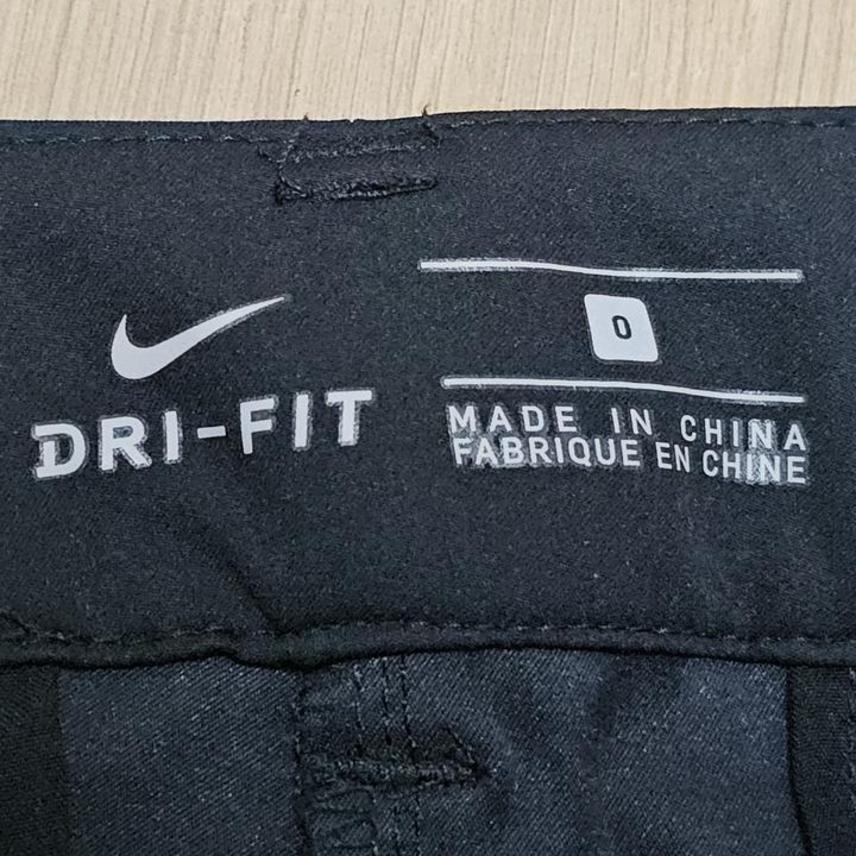 DRI-FIT
0
MADE IN CHINA
FABRIQUE EN CHINE